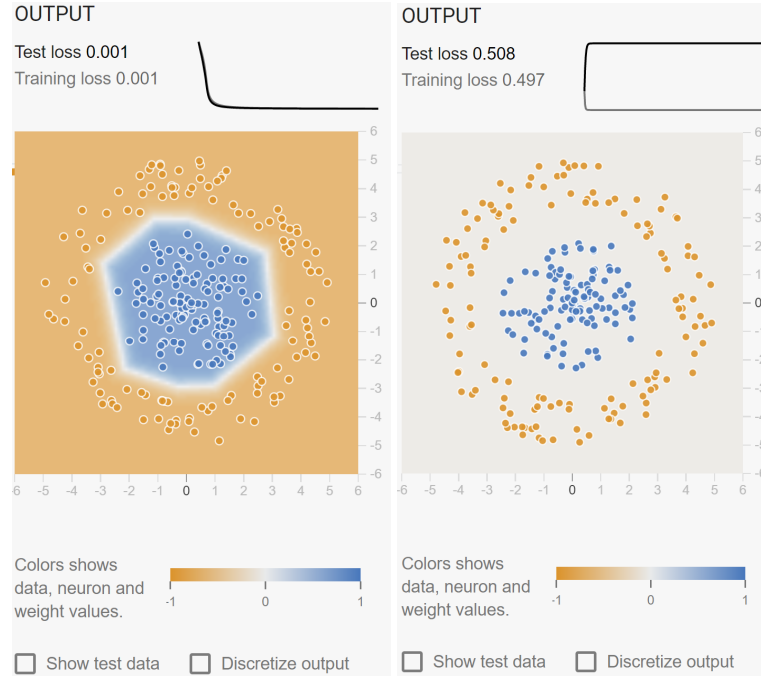 OUTPUT
Test loss 0.001
Training loss 0.001
6
5
4
3
2
1
0
-1
-2
-3
-4
-5
-6
6 -5 -4 -3 -2 -1 0 1 2 3 4 5 6
Colors shows
data, neuron and
weight values.
-1 0 1
Show test data Discretize output
OUTPUT
Test loss 0.508
Training loss 0.497
6
5
4
3
2
1
0
-1
-2
-3
-4
-5
-6
-6 -5 -4 -3 -2 -1 0 1 2 3 4 5 6
Colors shows
data, neuron and
weight values.
-1 0 1
Show test data Discretize output